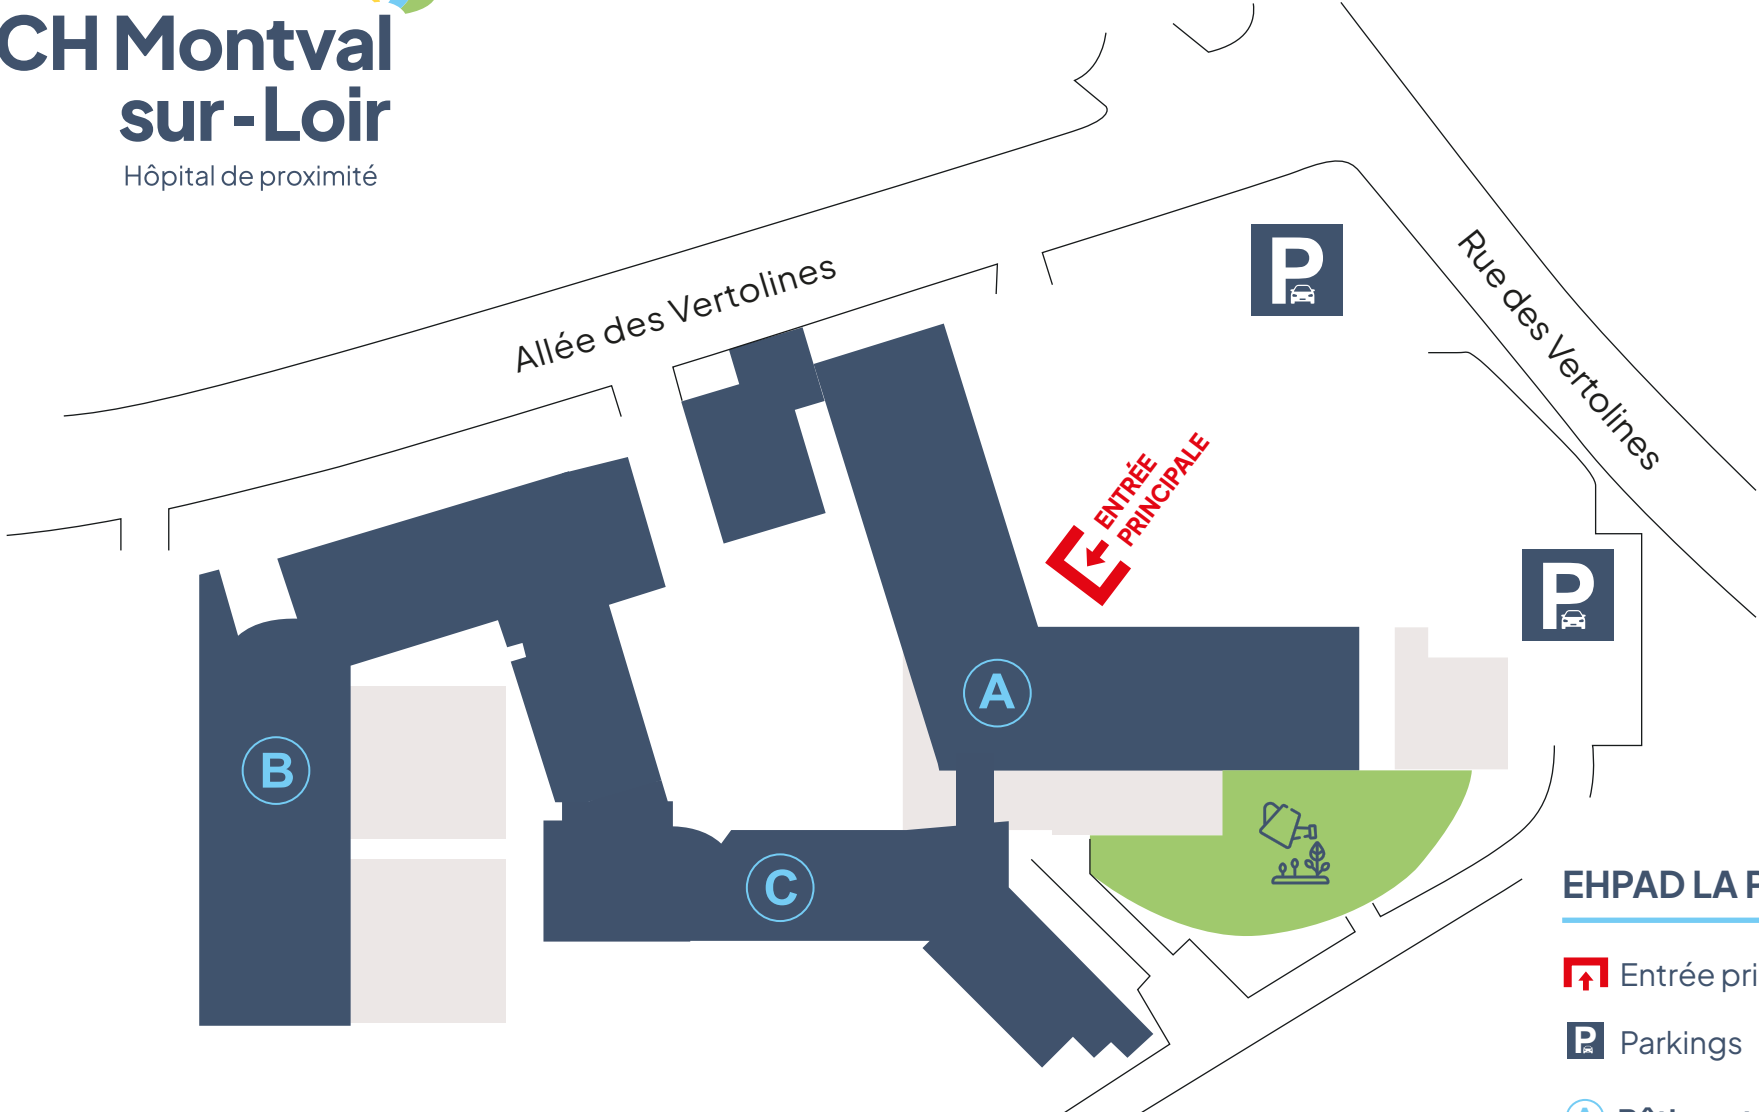 CH Montval
sur-Loir
Hôpital de proximité
Allée des Vertolines
Rue des Vertolines
P
ENTRÉE
PRINCIPALE
P
A
B
C
EHPAD LA
Entrée
P Parkings
A